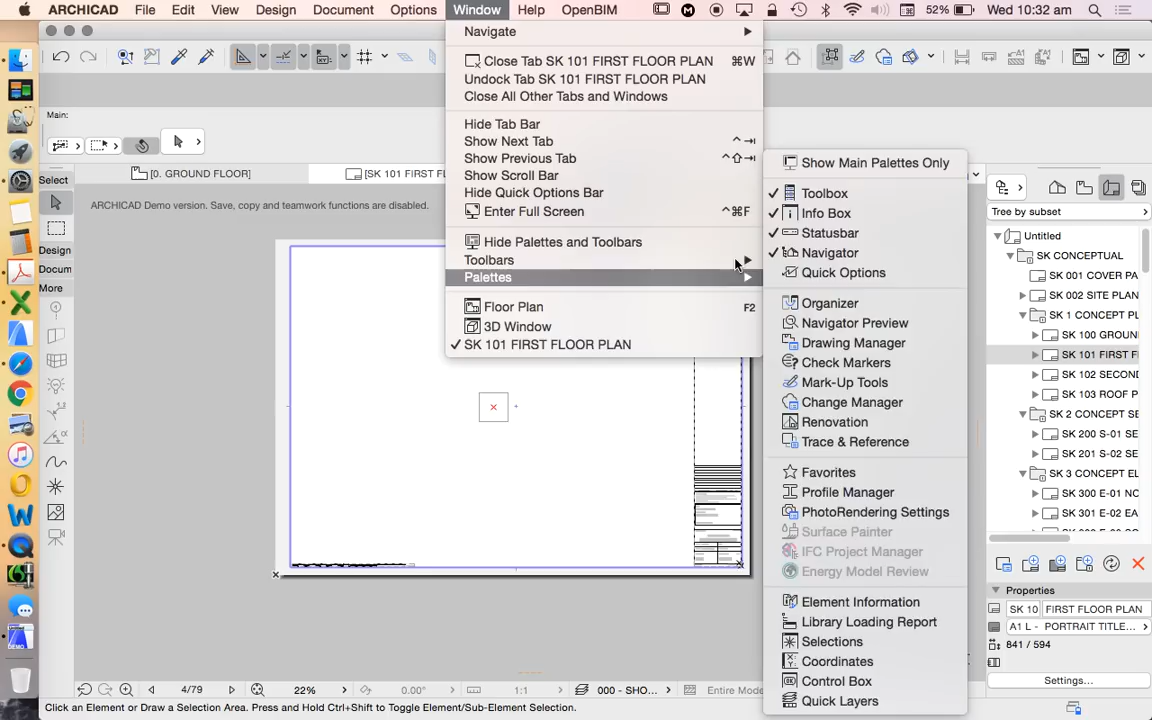 ARCHICAD File Edit View Design Document Options Window Help OpenBIM 52% Wed 10:32 am
Navigate
Close Tab SK 101 FIRST FLOOR PLAN ⌘W
Undock Tab SK 101 FIRST FLOOR PLAN
Close All Other Tabs and Windows
Hide Tab Bar
Show Next Tab
Show Previous Tab
Show Scroll Bar
Hide Quick Options Bar
Enter Full Screen ^⌘F
Hide Palettes and Toolbars
Toolbars
Palettes
Floor Plan F2
3D Window
SK 101 FIRST FLOOR PLAN
Show Main Palettes Only
Toolbox
Info Box
Statusbar
Navigator
Quick Options
Organizer
Navigator Preview
Drawing Manager
Check Markers
Mark-Up Tools
Change Manager
Renovation
Trace & Reference
Favorites
Profile Manager
PhotoRendering Settings
Surface Painter
IFC Project Manager
Energy Model Review
Element Information
Library Loading Report
Selections
Coordinates
Control Box
Quick Layers
Main:
[0. GROUND FLOOR] [SK 101 FIRST F
ARCHICAD Demo version. Save, copy and teamwork functions are disabled.
Select
Design
Docum
More
Tree by subset
Untitled
SK CONCEPTUAL
SK 001 COVER PA
SK 002 SITE PLAN
SK 1 CONCEPT PL
SK 100 GROUN
SK 101 FIRST F
SK 102 SECOND
SK 103 ROOF P
SK 2 CONCEPT SE
SK 200 S-01 SE
SK 201 S-02 SE
SK 3 CONCEPT EL
SK 300 E-01 NO
SK 301 E-02 EA
Properties
SK 10 FIRST FLOOR PLAN
A1 L - PORTRAIT TITLE...
841 / 594
Settings...
4/79 22% 0.00° 1:1 000 - SHO... Entire Mode
Click an Element or Draw a Selection Area. Press and Hold Ctrl+Shift to Toggle Element/Sub-Element Selection.